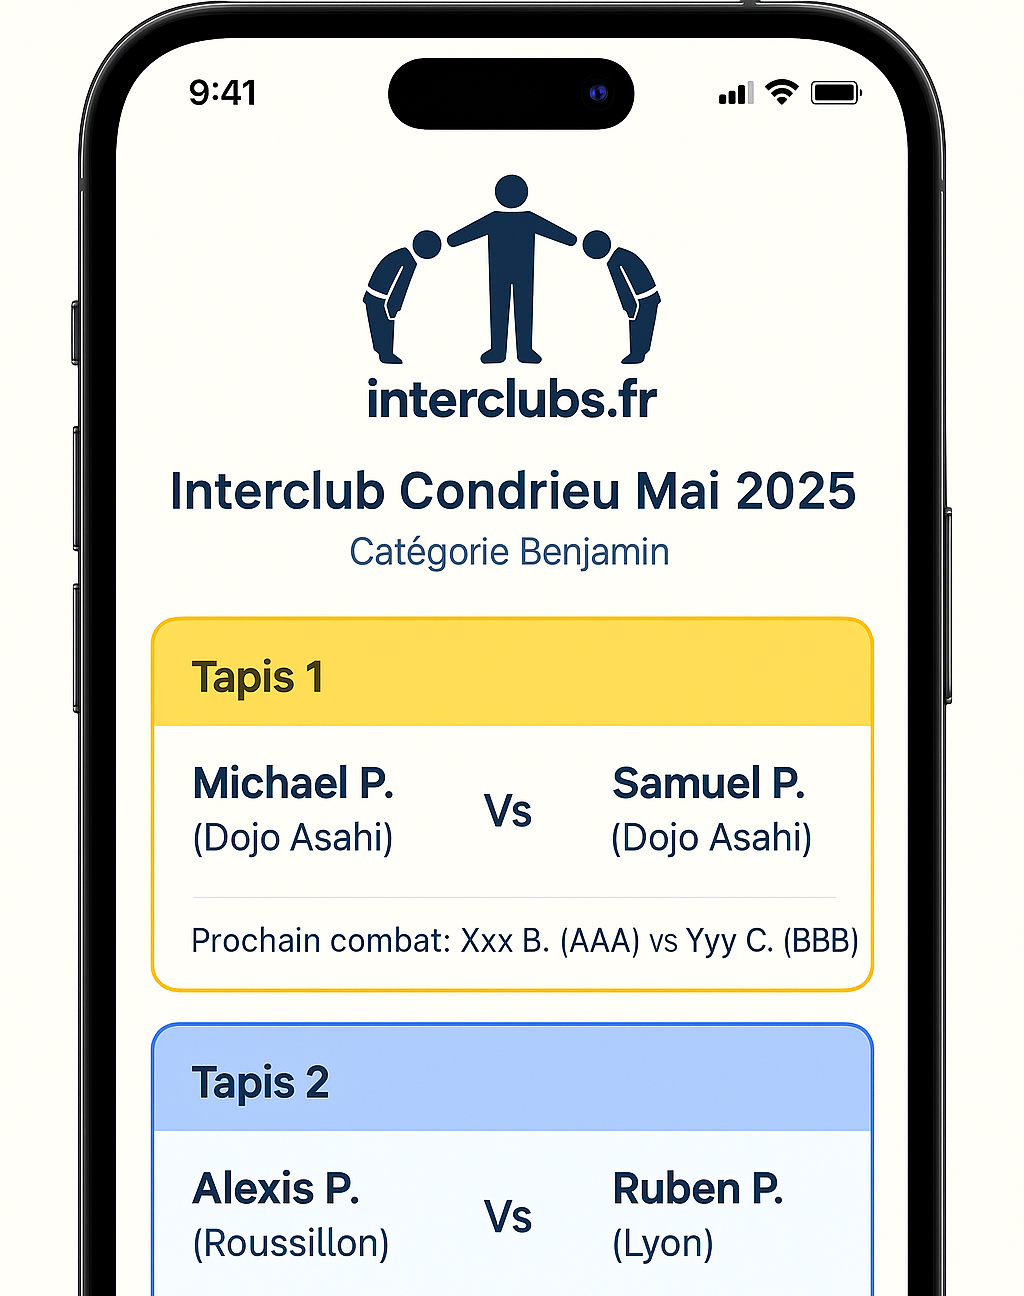 9:41
interclubs.fr
Interclub Condrieu Mai 2025
Catégorie Benjamin
Tapis 1
Michael P. Vs Samuel P.
(Dojo Asahi) (Dojo Asahi)
Prochain combat: Xxx B. (AAA) vs Yyy C. (BBB)
Tapis 2
Alexis P. Vs Ruben P.
(Roussillon) (Lyon)